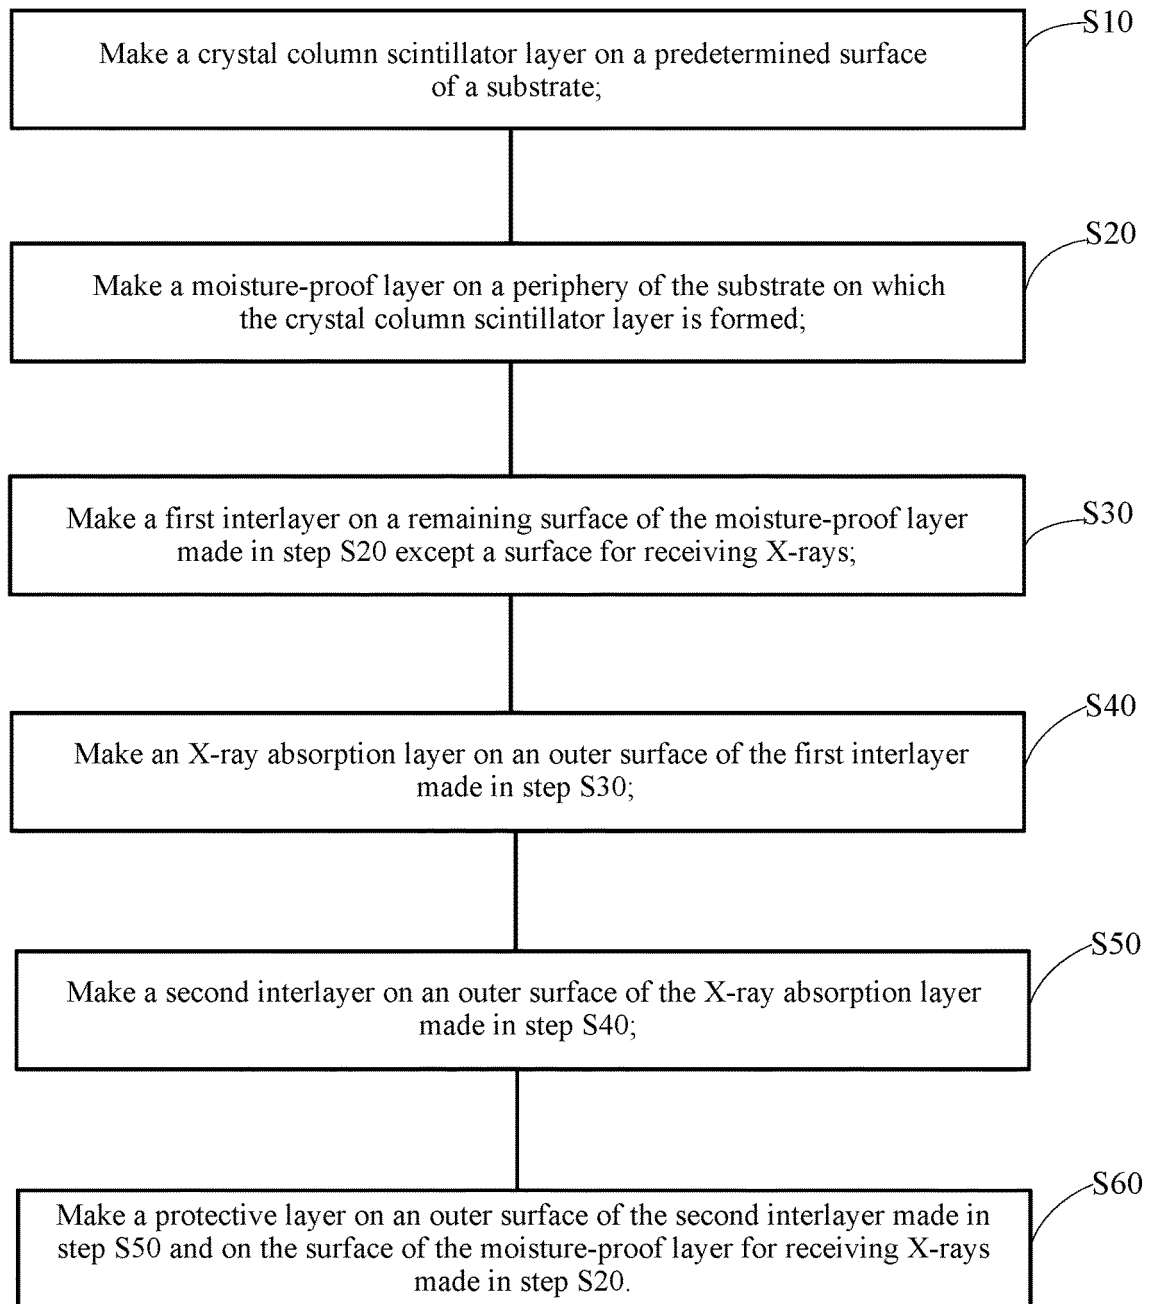 S10
Make a crystal column scintillator layer on a predetermined surface
of a substrate;
S20
Make a moisture-proof layer on a periphery of the substrate on which
the crystal column scintillator layer is formed;
S30
Make a first interlayer on a remaining surface of the moisture-proof layer
made in step S20 except a surface for receiving X-rays;
S40
Make an X-ray absorption layer on an outer surface of the first interlayer
made in step S30;
S50
Make a second interlayer on an outer surface of the X-ray absorption layer
made in step S40;
S60
Make a protective layer on an outer surface of the second interlayer made in
step S50 and on the surface of the moisture-proof layer for receiving X-rays
made in step S20.